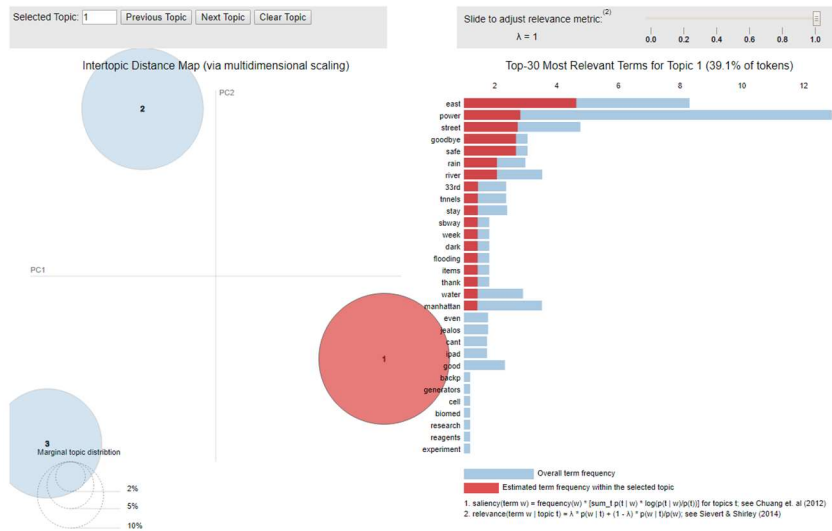 Selected Topic: 1 Previous Topic Next Topic Clear Topic
Slide to adjust relevance metric:(2)
λ = 1
0.0 0.2 0.4 0.6 0.8 1.0
Intertopic Distance Map (via multidimensional scaling)
PC2
PC1
2
1
3
Marginal topic distribtion
2%
5%
10%
Top-30 Most Relevant Terms for Topic 1 (39.1% of tokens)
2 4 6 8 10 12
east
power
street
goodbye
safe
rain
river
33rd
tnnels
stay
sbway
week
dark
flooding
items
thank
water
manhattan
even
jealos
cant
ipad
good
backp
generators
cell
biomed
research
reagents
experiment
Overall term frequency
Estimated term frequency within the selected topic
1. saliency(term w) = frequency(w) * [sum_t p(t | w) * log(p(t | w)/p(t))] for topics t; see Chuang et. al (2012)
2. relevance(term w | topic t) = λ * p(w | t) + (1 - λ) * p(w | t)/p(w); see Sievert & Shirley (2014)